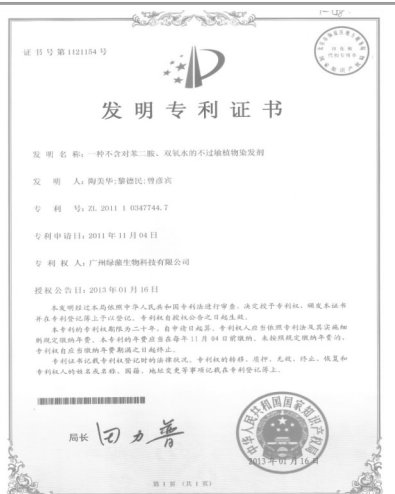 证书号第1121154号
发明专利证书
发 明 名 称：一种不含对苯二胺、双氧水的不过敏植物染发剂
发 明 人：陶美华;黎德民;曾彦宾
专 利 号：ZL 2011 1 0347744.7
专利申请日：2011年11月04日
专 利 权 人：广州绿蔻生物科技有限公司
授权公告日：2013年01月16日
本发明经过本局依照中华人民共和国专利法进行审查，决定授予专利权，颁发本证书
并在专利登记簿上予以登记。专利权自授权公告之日起生效。
本专利的专利权期限为二十年，自申请日起算。专利权人应当依照专利法及其实施细
则规定缴纳年费。本专利的年费应当在每年11月04日前缴纳。未按照规定缴纳年费的，
专利权自应当缴纳年费期满之日起终止。
专利证书记载专利权登记时的法律状况。专利权的转移、质押、无效、终止、恢复和
专利权人的姓名或名称、国籍、地址变更等事项记载在专利登记簿上。
局长 田力普
中华人民共和国国家知识产权局
2013年01月16日
第1页（共1页）